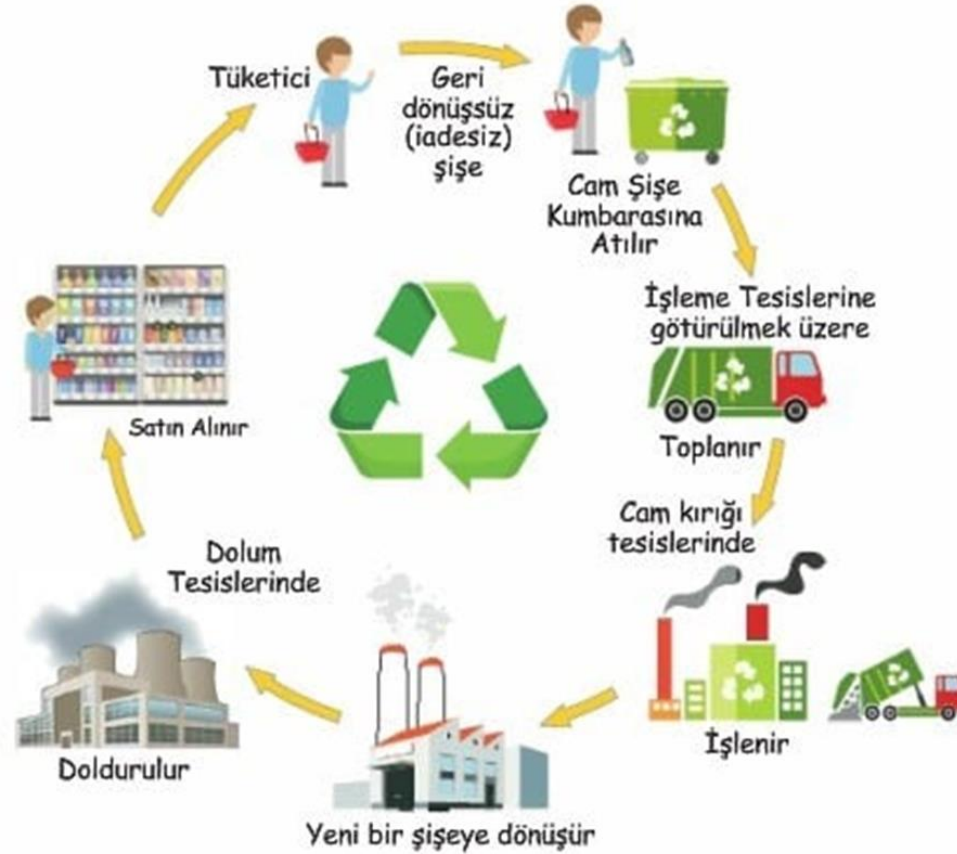 Tüketici
Geri
dönüşsüz
(iadesiz)
şişe
Cam Şişe
Kumbarasına
Atılır
İşleme Tesislerine
götürülmek üzere
Toplanır
Cam kırığı
tesislerinde
İşlenir
Yeni bir şişeye dönüşür
Dolum
Tesislerinde
Doldurulur
Satın Alınır